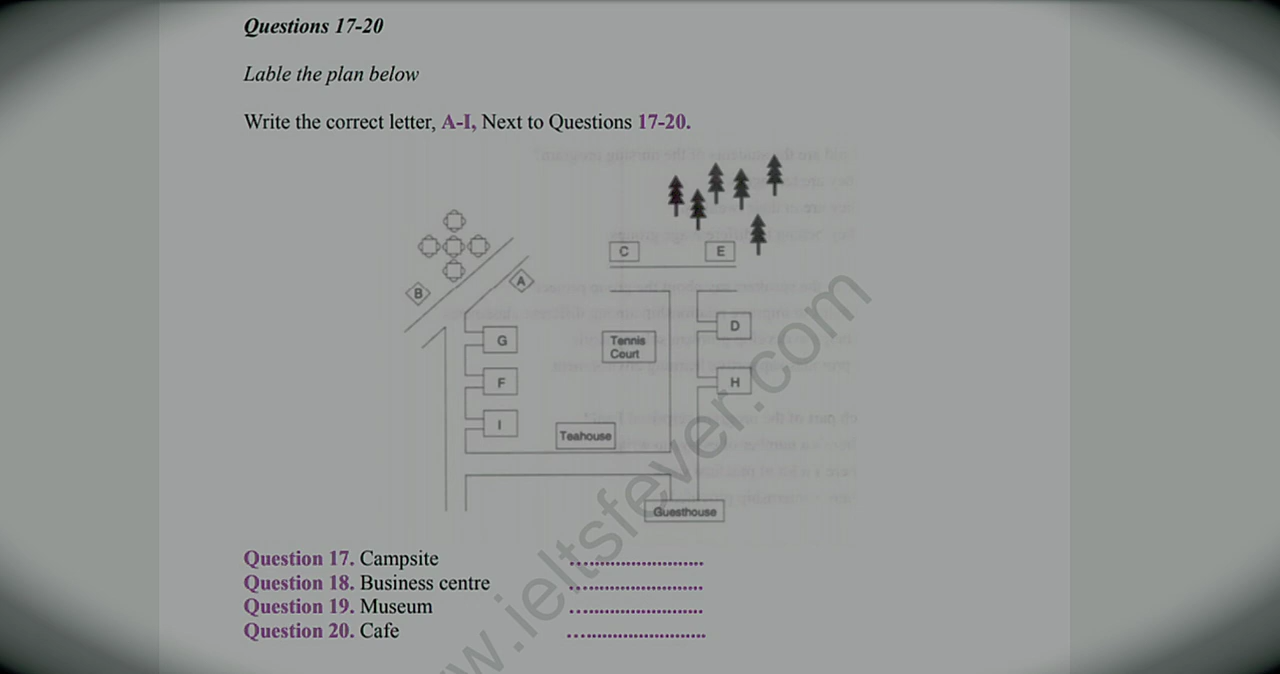 Questions 17-20
Lable the plan below
Write the correct letter, A-I, Next to Questions 17-20.
C
E
A
B
G
D
Tennis
Court
F
H
I
Teahouse
Guesthouse
Question 17. Campsite ........................
Question 18. Business centre ........................
Question 19. Museum ........................
Question 20. Cafe ........................
w.ieltsfever.com